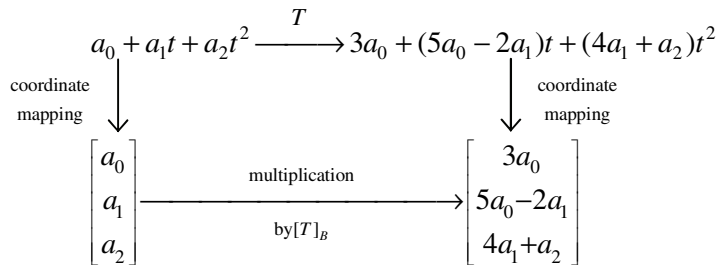 T
a₀ + a₁t + a₂t² ⟶ 3a₀ + (5a₀ − 2a₁)t + (4a₁ + a₂)t²
coordinate
mapping
coordinate
mapping
[a₀
a₁
a₂]
multiplication
by[T]_B
[3a₀
5a₀−2a₁
4a₁+a₂]